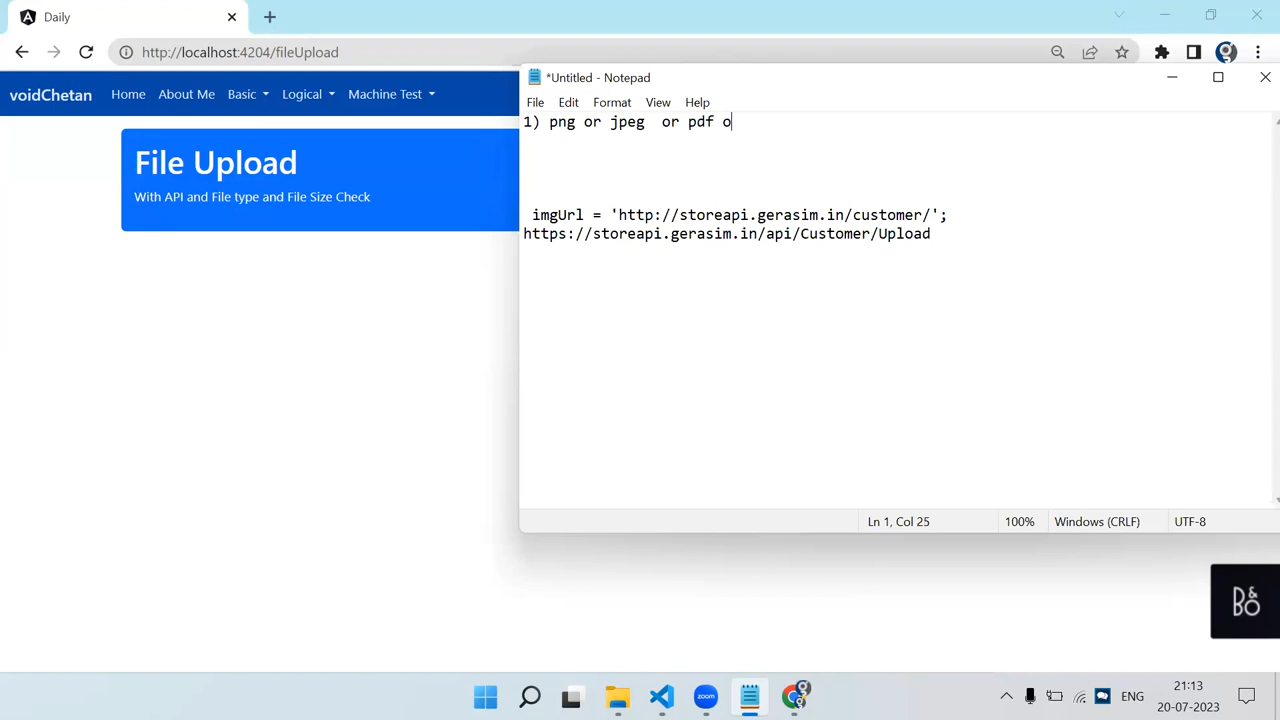 Daily
http://localhost:4204/fileUpload
voidChetan Home About Me Basic Logical Machine Test
File Upload
With API and File type and File Size Check
*Untitled - Notepad
File Edit Format View Help
1) png or jpeg  or pdf o
imgUrl = 'http://storeapi.gerasim.in/customer/';
https://storeapi.gerasim.in/api/Customer/Upload
Ln 1, Col 25 100% Windows (CRLF) UTF-8
B&O
zoom
ENG
21:13
20-07-2023